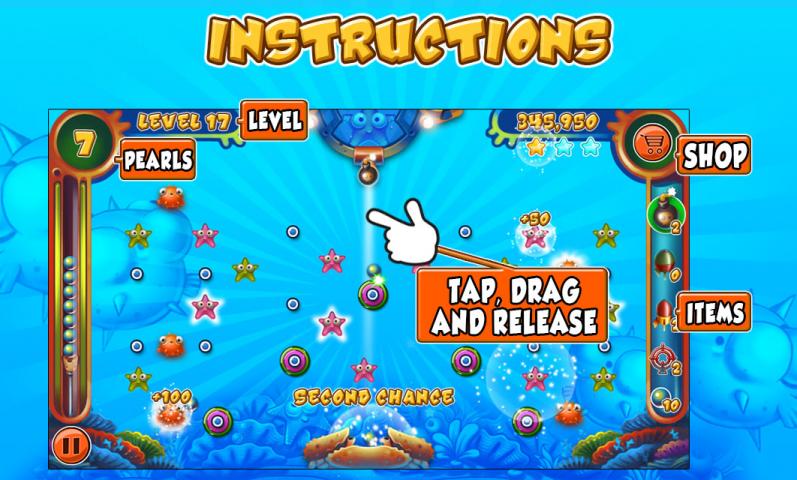 INSTRUCTIONS
7
LEVEL 17
LEVEL
345,950
PEARLS
SHOP
+50
2
0
TAP, DRAG
AND RELEASE
ITEMS
2
+100
SECOND CHANCE
10